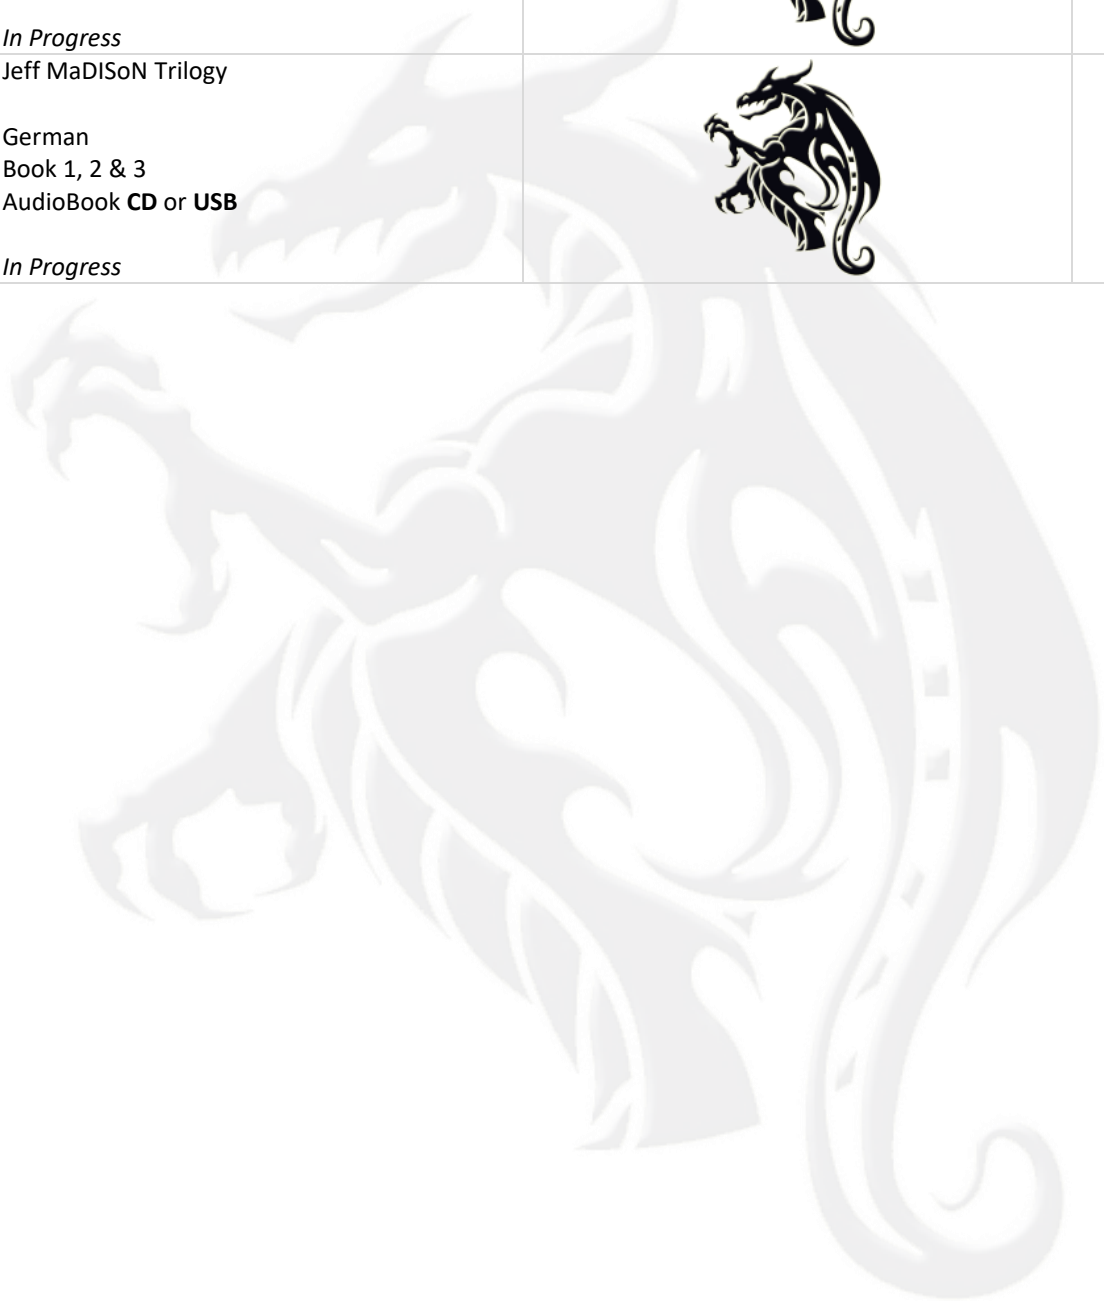 In Progress
Jeff MaDISoN Trilogy
German
Book 1, 2 & 3
AudioBook CD or USB
In Progress